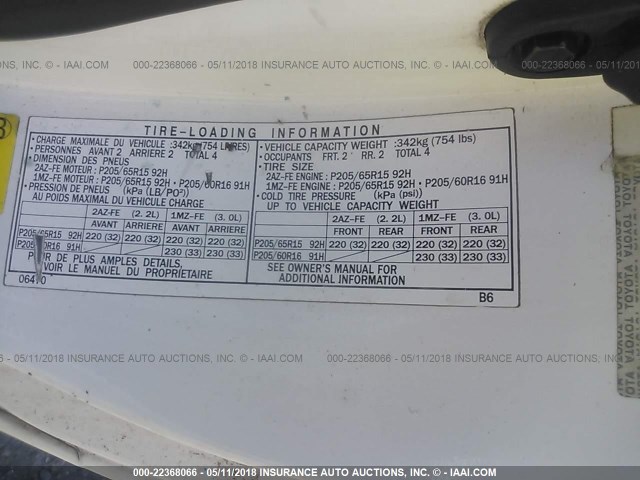 AUCTIONS, INC. — IAAI.COM   000-22368066 - 05/11/2018 INSURANCE AUTO AUCTIONS, INC. — IAAI.COM   000-22368066 - 05/11/2018
TIRE-LOADING INFORMATION
• CHARGE MAXIMALE DU VEHICULE :342kg (754 LIVRES)
• PERSONNES AVANT 2 ARRIERE 2 TOTAL 4
• DIMENSION DES PNEUS
2AZ-FE MOTEUR : P205/65R15 92H
1MZ-FE MOTEUR : P205/65R15 92H • P205/60R16 91H
• PRESSION DE PNEUS (kPa (LB/PO²))
AU POIDS MAXIMAL DU VEHICULE CHARGE
2AZ-FE (2. 2L) 1MZ-FE (3. 0L)
AVANT ARRIERE AVANT ARRIERE
P205/65R15 92H 220 (32) 220 (32) 220 (32) 220 (32)
P205/60R16 91H 230 (33) 230 (33)
POUR DE PLUS AMPLES DETAILS,
VOIR LE MANUEL DU PROPRIETAIRE
06410
• VEHICLE CAPACITY WEIGHT :342kg (754 lbs)
• OCCUPANTS FRT. 2 RR. 2 TOTAL 4
• TIRE SIZE
2AZ-FE ENGINE : P205/65R15 92H
1MZ-FE ENGINE : P205/65R15 92H • P205/60R16 91H
• COLD TIRE PRESSURE (kPa (psi))
UP TO VEHICLE CAPACITY WEIGHT
2AZ-FE (2. 2L) 1MZ-FE (3. 0L)
FRONT REAR FRONT REAR
P205/65R15 92H 220 (32) 220 (32) 220 (32) 220 (32)
P205/60R16 91H 230 (33) 230 (33)
SEE OWNER'S MANUAL FOR
ADDITIONAL INFORMATION
B6
TOYOTA TOYOTA
AUCTIONS, INC. — IAAI.COM   000-22368066 - 05/11/2018 INSURANCE AUTO AUCTIONS, INC. — IAAI.COM   000-22368066 - 05/11/2018
000-22368066 - 05/11/2018 INSURANCE AUTO AUCTIONS, INC. - IAAI.COM